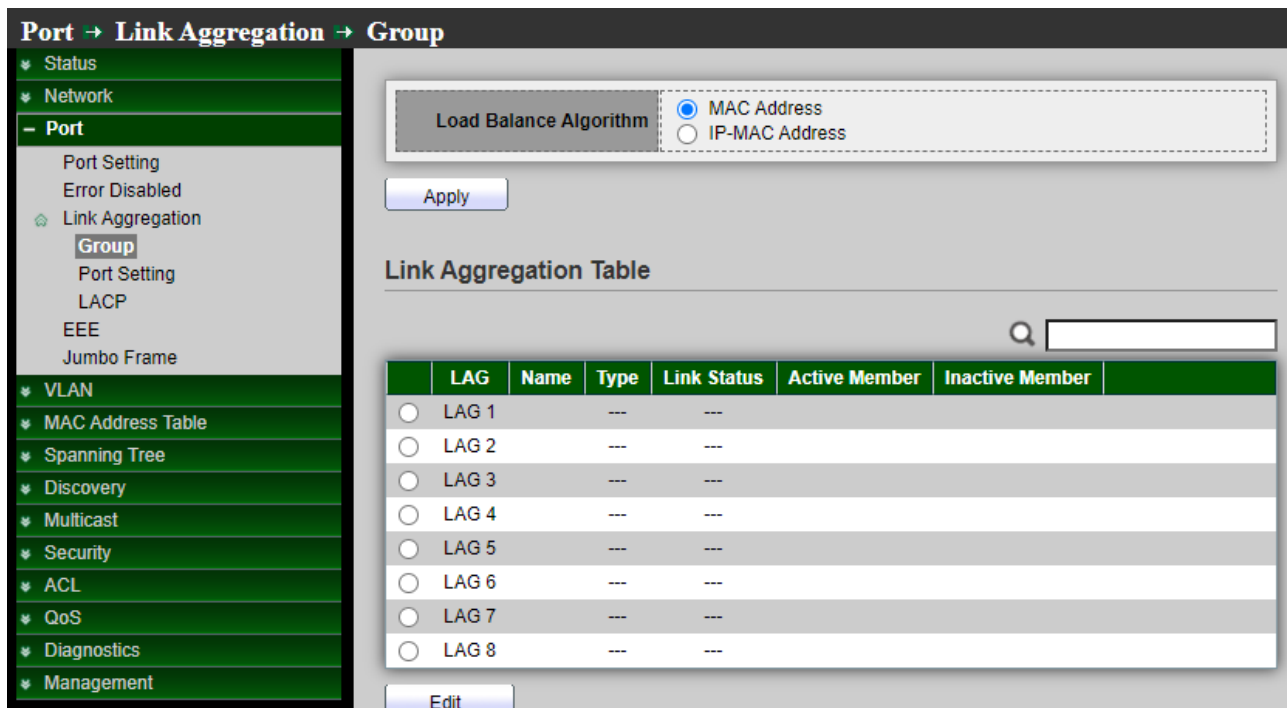 Port → Link Aggregation → Group
Status
Network
Port
Port Setting
Error Disabled
Link Aggregation
Group
Port Setting
LACP
EEE
Jumbo Frame
VLAN
MAC Address Table
Spanning Tree
Discovery
Multicast
Security
ACL
QoS
Diagnostics
Management
Load Balance Algorithm
MAC Address
IP-MAC Address
Apply
Link Aggregation Table
LAG Name Type Link Status Active Member Inactive Member
LAG 1 --- ---
LAG 2 --- ---
LAG 3 --- ---
LAG 4 --- ---
LAG 5 --- ---
LAG 6 --- ---
LAG 7 --- ---
LAG 8 --- ---
Edit